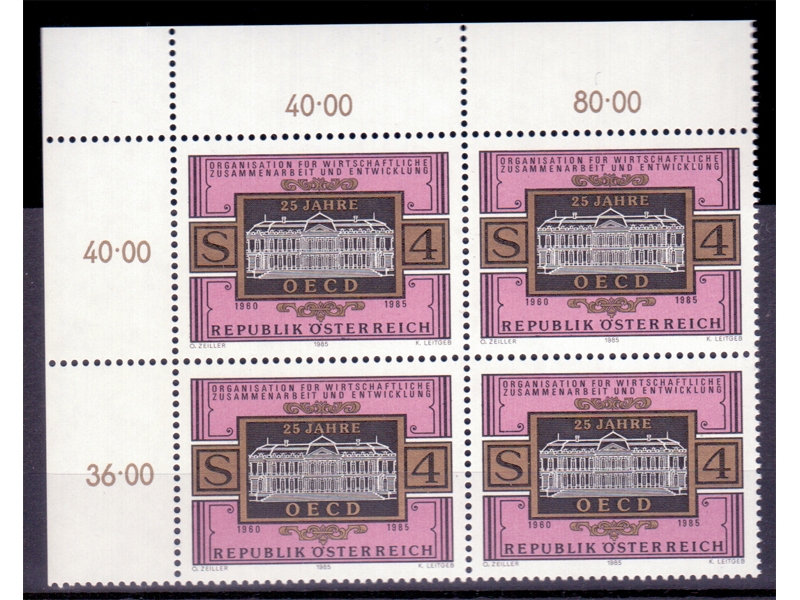 40·00
80·00
40·00
ORGANISATION FÜR WIRTSCHAFTLICHE
ZUSAMMENARBEIT UND ENTWICKLUNG
25 JAHRE
S 4
OECD
1960 1985
REPUBLIK ÖSTERREICH
O. ZEILLER 1985 K. LEITGEB
ORGANISATION FÜR WIRTSCHAFTLICHE
ZUSAMMENARBEIT UND ENTWICKLUNG
25 JAHRE
S 4
OECD
1960 1985
REPUBLIK ÖSTERREICH
O. ZEILLER 1985 K. LEITGEB
36·00
ORGANISATION FÜR WIRTSCHAFTLICHE
ZUSAMMENARBEIT UND ENTWICKLUNG
25 JAHRE
S 4
OECD
1960 1985
REPUBLIK ÖSTERREICH
O. ZEILLER 1985 K. LEITGEB
ORGANISATION FÜR WIRTSCHAFTLICHE
ZUSAMMENARBEIT UND ENTWICKLUNG
25 JAHRE
S 4
OECD
1960 1985
REPUBLIK ÖSTERREICH
O. ZEILLER 1985 K. LEITGEB